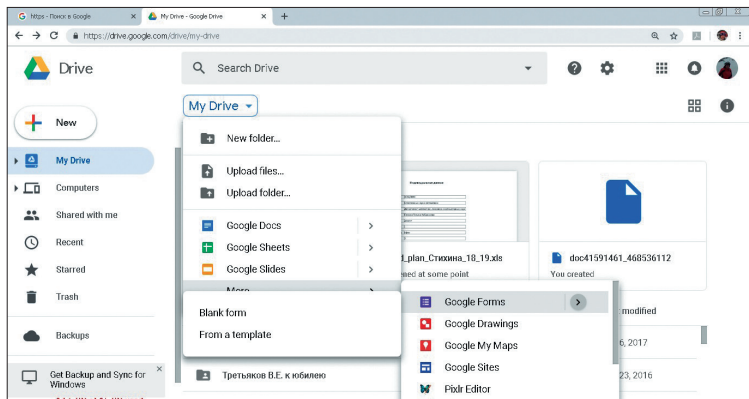 https - Поиск в Google
My Drive - Google Drive
https://drive.google.com/drive/my-drive
Drive
Search Drive
My Drive
New
My Drive
Computers
Shared with me
Recent
Starred
Trash
Backups
Get Backup and Sync for
Windows
New folder...
Upload files...
Upload folder...
Google Docs
Google Sheets
Google Slides
More
Blank form
From a template
Google Forms
Google Drawings
Google My Maps
Google Sites
Pixlr Editor
d_plan_Стихина_18_19.xls
ened at some point
doc41591461_468536112
You created
modified
6, 2017
23, 2016
Третьяков В.Е. к юбилею